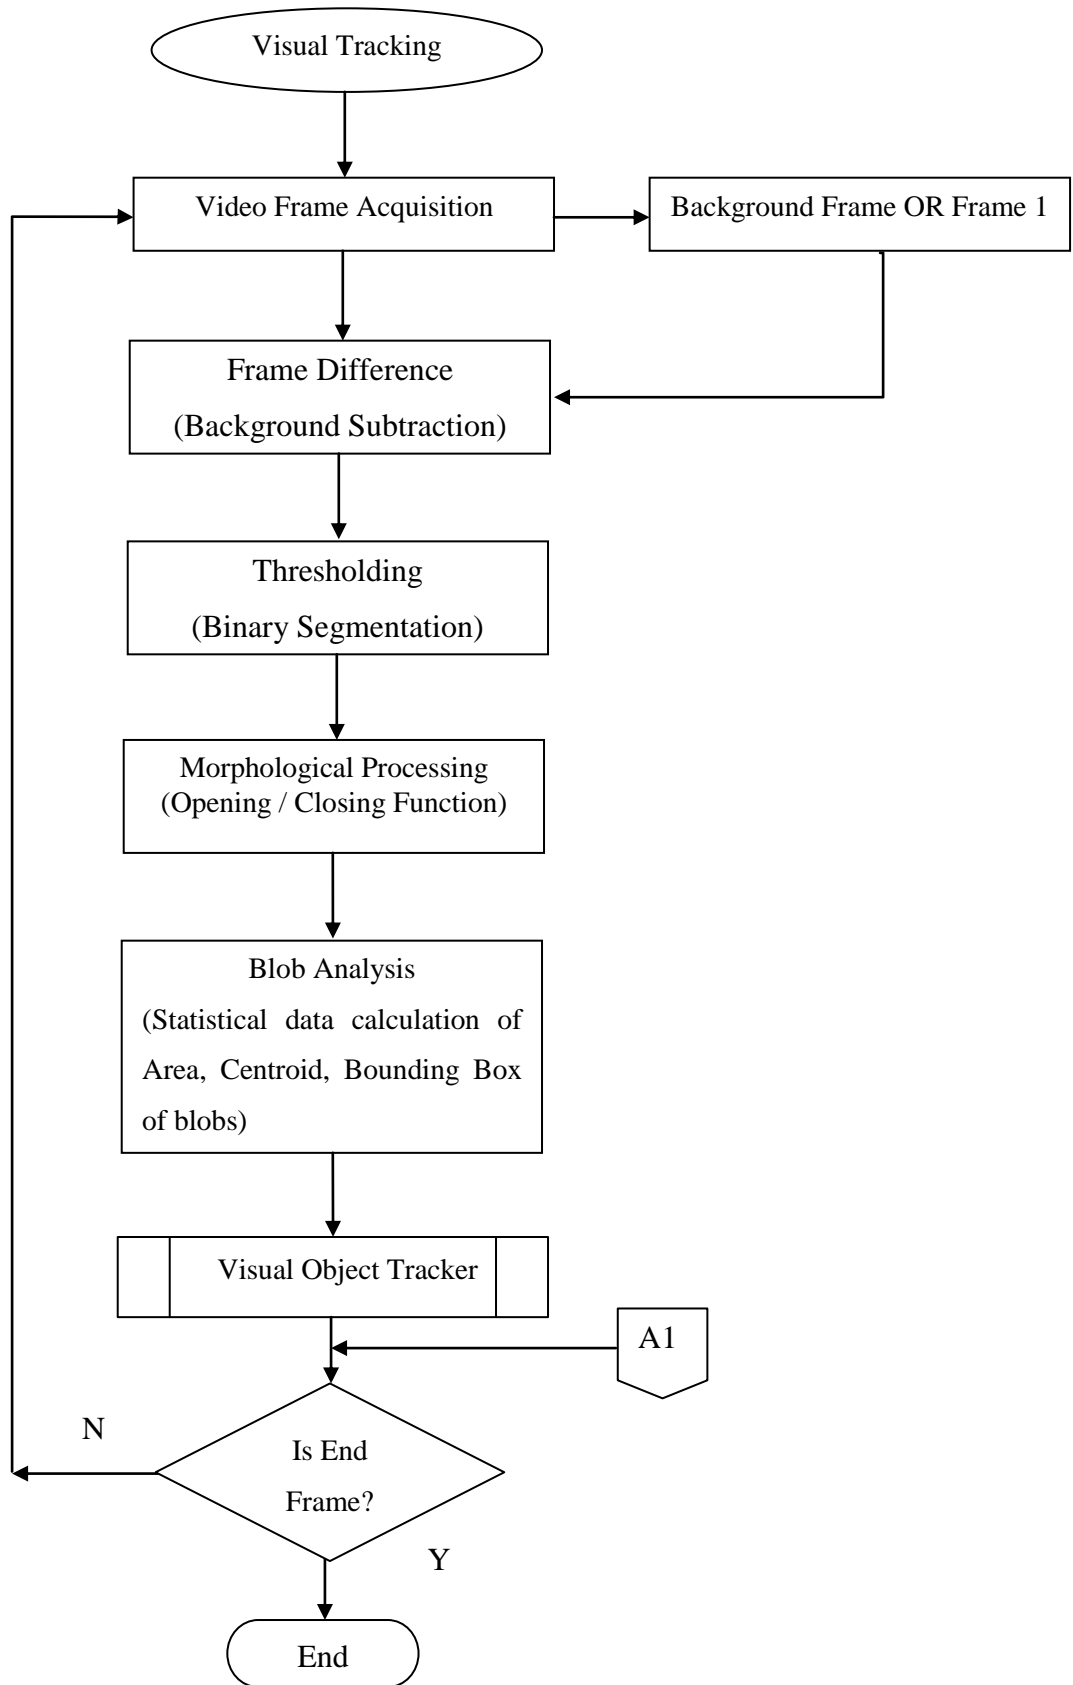 Visual Tracking
Video Frame Acquisition
Background Frame OR Frame 1
Frame Difference
(Background Subtraction)
Thresholding
(Binary Segmentation)
Morphological Processing
(Opening / Closing Function)
Blob Analysis
(Statistical data calculation of
Area, Centroid, Bounding Box
of blobs)
Visual Object Tracker
A1
N
Is End
Frame?
Y
End